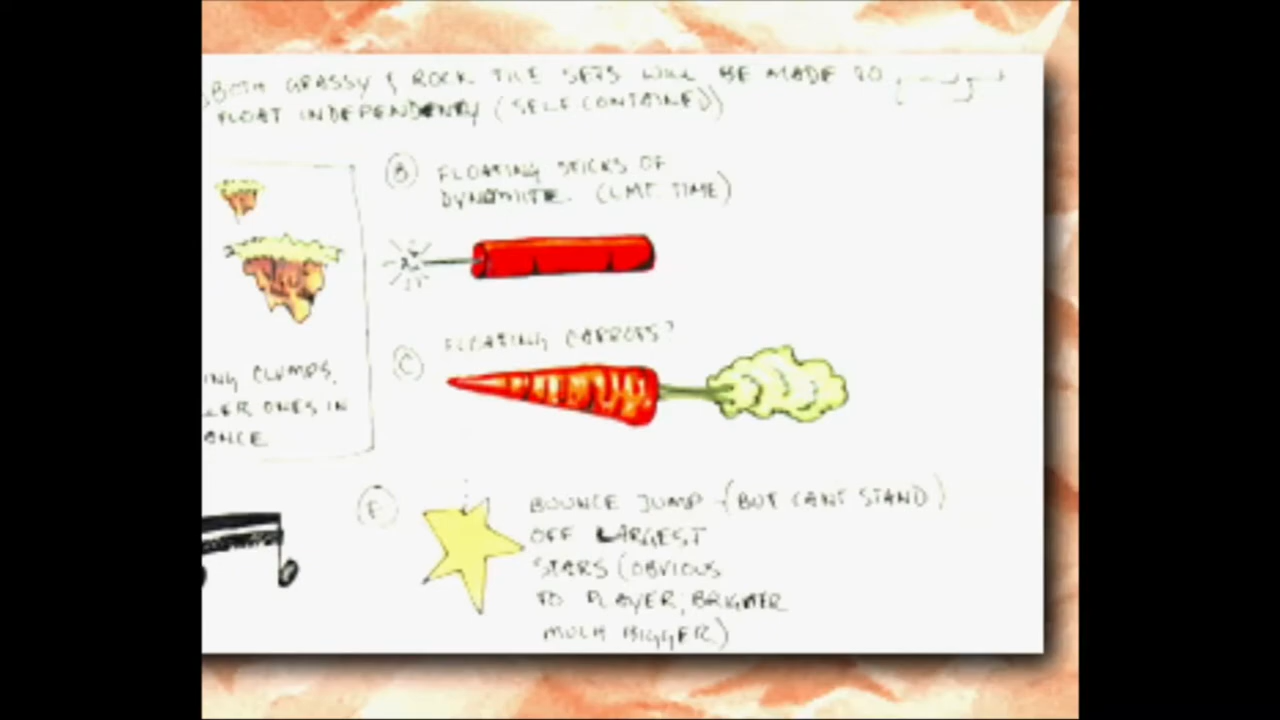 BOTH GRASSY & ROCK TILE SETS WILL BE MADE TO
FLOAT INDEPENDENTLY (SELF CONTAINED)
B FLOATING STICKS OF
DYNAMITE. (LMT. TIME)
C FLOATING CARROTS?
ING CLUMPS,
LLER ONES IN
ANCE
BOUNCE JUMP (BUT CANT STAND)
OFF LARGEST
STARS (OBVIOUS
TO PLAYER, BRIGHTER
MUCH BIGGER)